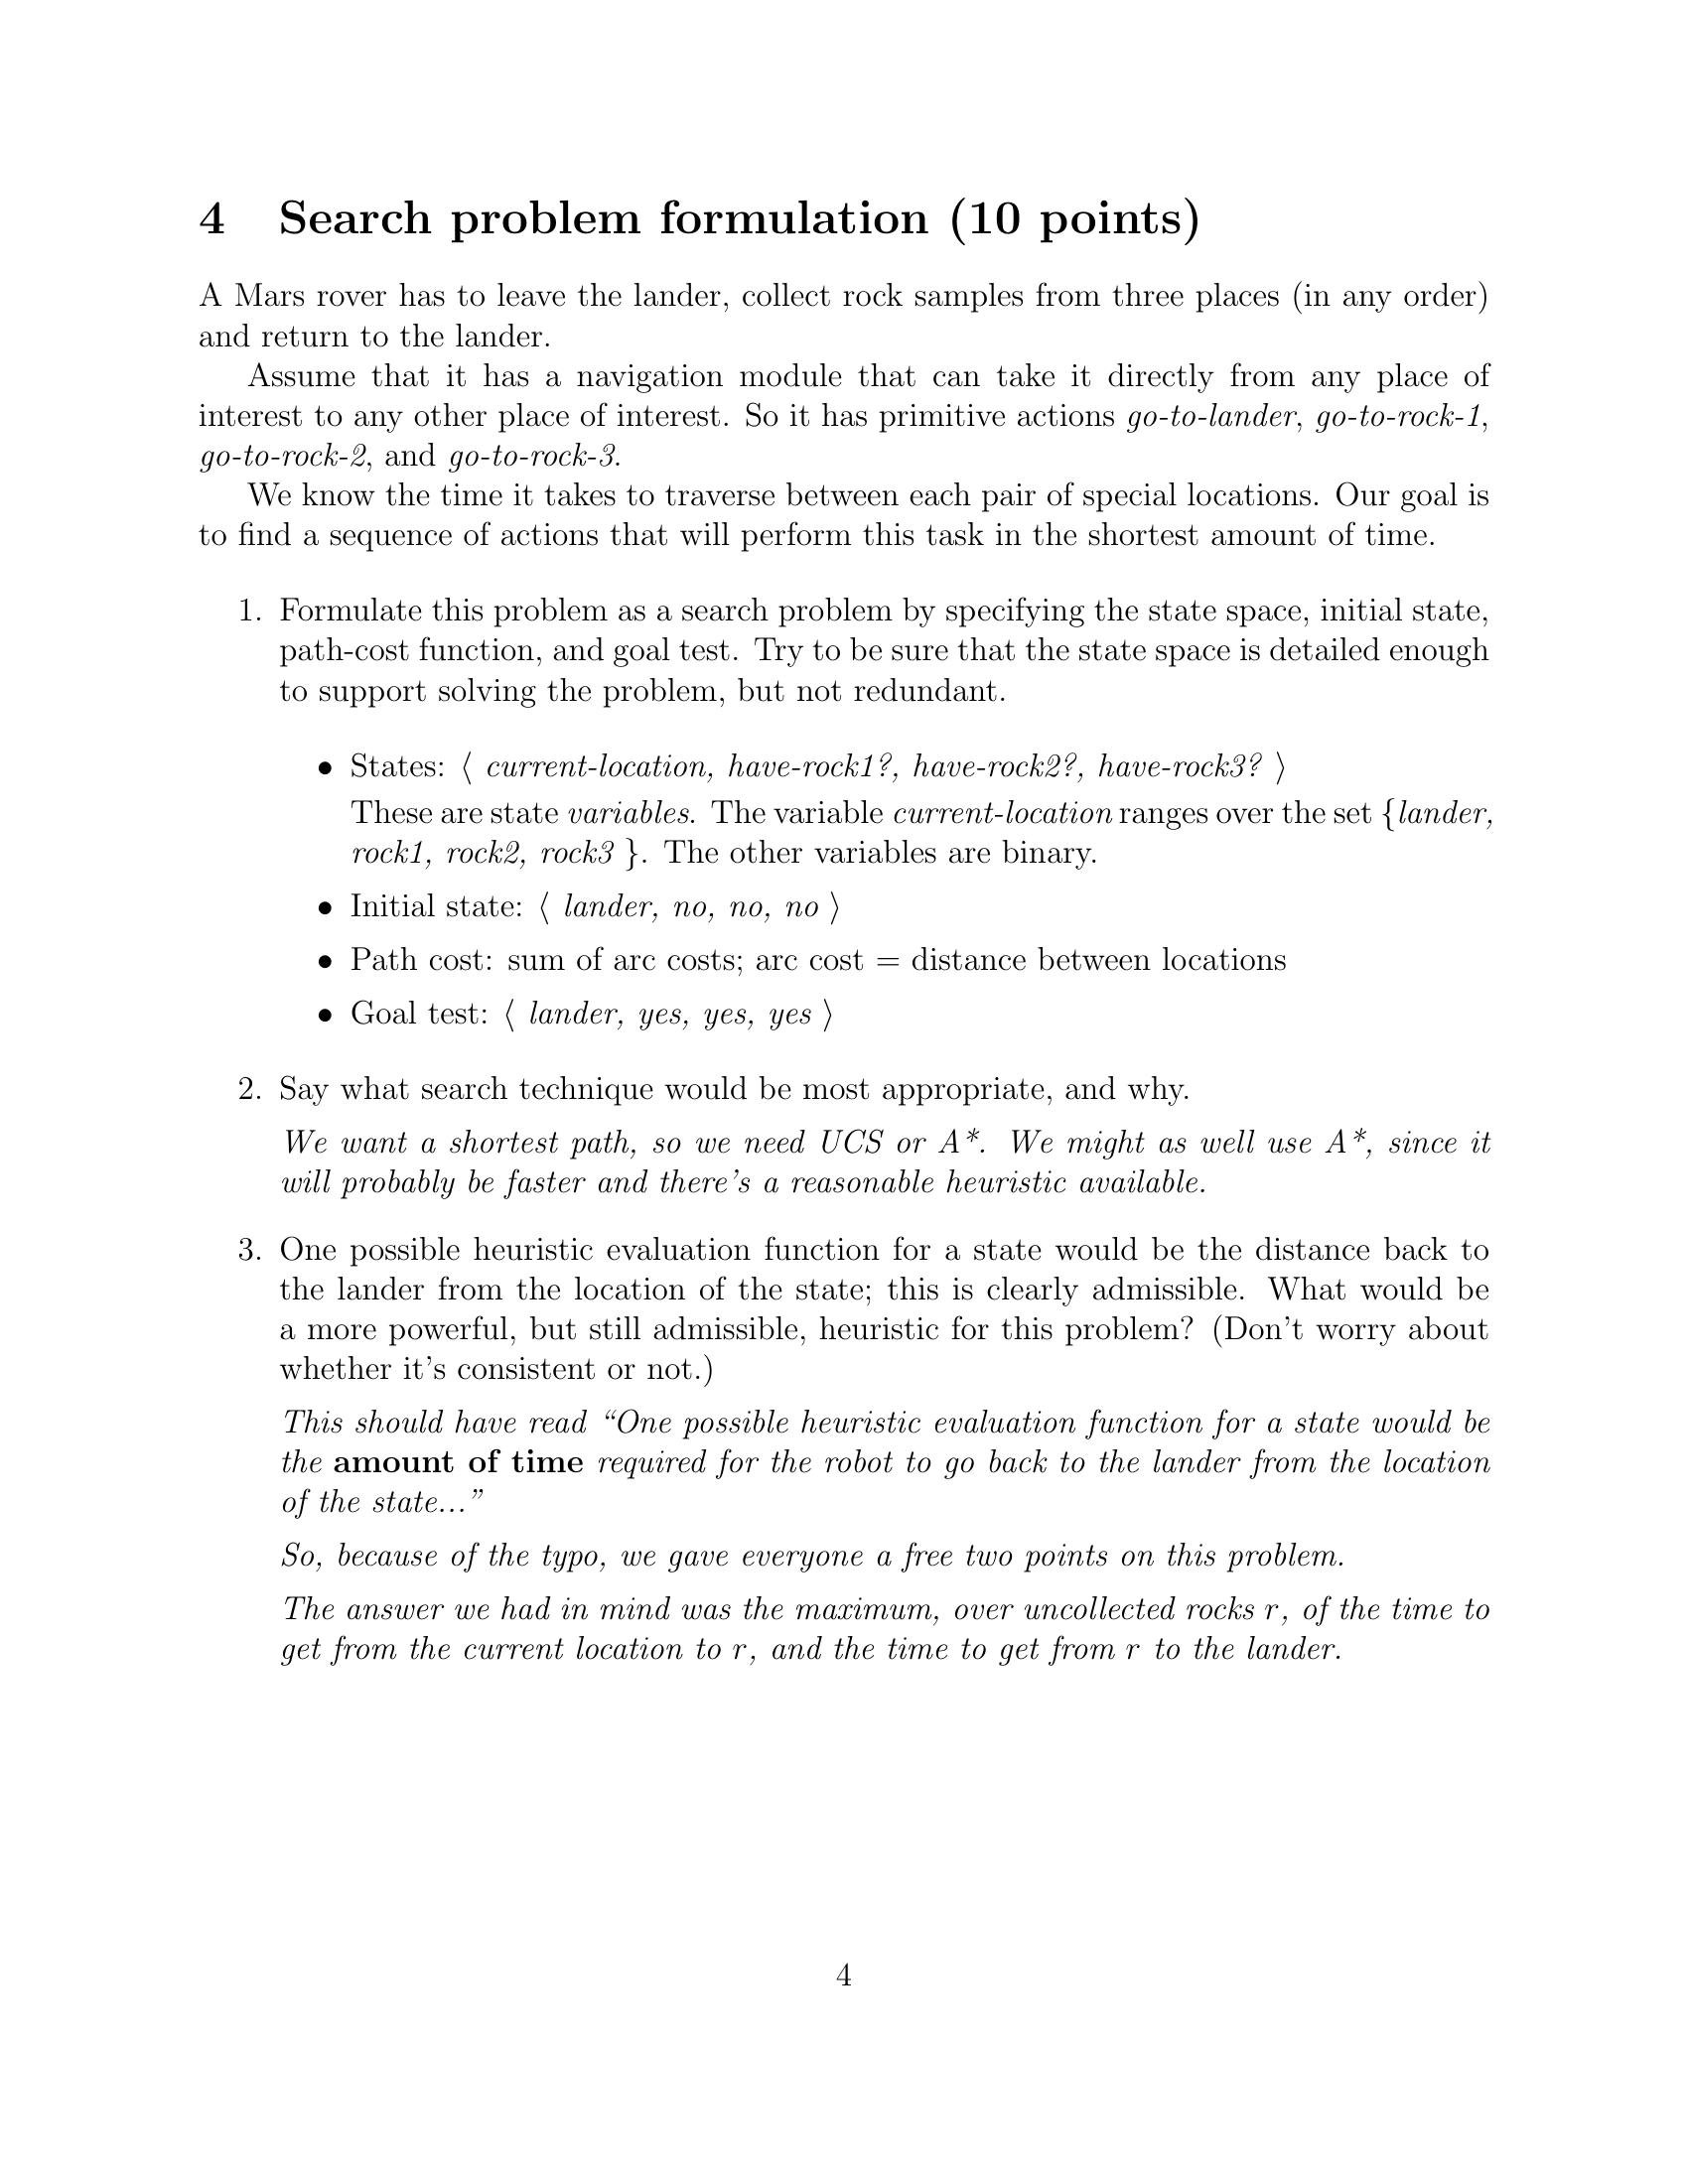 4 Search problem formulation (10 points)
A Mars rover has to leave the lander, collect rock samples from three places (in any order)
and return to the lander.
Assume that it has a navigation module that can take it directly from any place of
interest to any other place of interest. So it has primitive actions go-to-lander, go-to-rock-1,
go-to-rock-2, and go-to-rock-3.
We know the time it takes to traverse between each pair of special locations. Our goal is
to find a sequence of actions that will perform this task in the shortest amount of time.
1. Formulate this problem as a search problem by specifying the state space, initial state,
path-cost function, and goal test. Try to be sure that the state space is detailed enough
to support solving the problem, but not redundant.
• States: ⟨ current-location, have-rock1?, have-rock2?, have-rock3? ⟩
These are state variables. The variable current-location ranges over the set {lander,
rock1, rock2, rock3 }. The other variables are binary.
• Initial state: ⟨ lander, no, no, no ⟩
• Path cost: sum of arc costs; arc cost = distance between locations
• Goal test: ⟨ lander, yes, yes, yes ⟩
2. Say what search technique would be most appropriate, and why.
We want a shortest path, so we need UCS or A*. We might as well use A*, since it
will probably be faster and there's a reasonable heuristic available.
3. One possible heuristic evaluation function for a state would be the distance back to
the lander from the location of the state; this is clearly admissible. What would be
a more powerful, but still admissible, heuristic for this problem? (Don't worry about
whether it's consistent or not.)
This should have read “One possible heuristic evaluation function for a state would be
the amount of time required for the robot to go back to the lander from the location
of the state...”
So, because of the typo, we gave everyone a free two points on this problem.
The answer we had in mind was the maximum, over uncollected rocks r, of the time to
get from the current location to r, and the time to get from r to the lander.
4